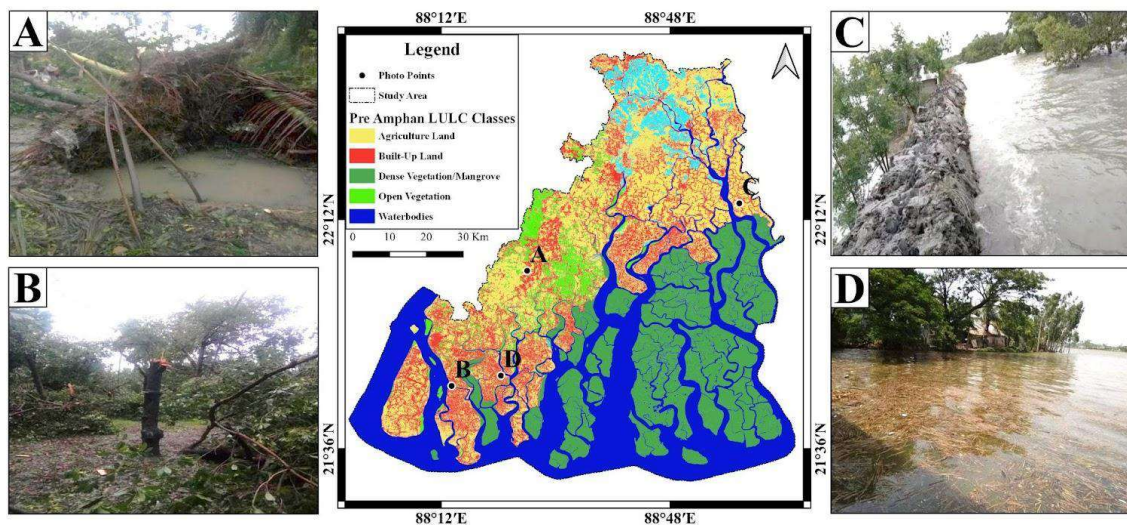 A
B
88°12'E 88°48'E
Legend
Photo Points
Study Area
Pre Amphan LULC Classes
Agriculture Land
Built-Up Land
Dense Vegetation/Mangrove
Open Vegetation
Waterbodies
0 10 20 30 Km
22°12'N
21°36'N
A
B
C
D
22°12'N
21°36'N
88°12'E 88°48'E
C
D